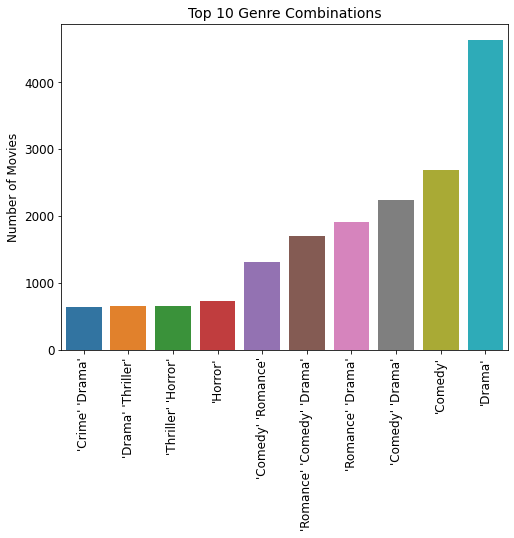 Top 10 Genre Combinations
Number of Movies
4000
3000
2000
1000
0
'Crime' 'Drama'
'Drama' 'Thriller'
'Thriller' 'Horror'
'Horror'
'Comedy' 'Romance'
'Romance' 'Comedy' 'Drama'
'Romance' 'Drama'
'Comedy' 'Drama'
'Comedy'
'Drama'